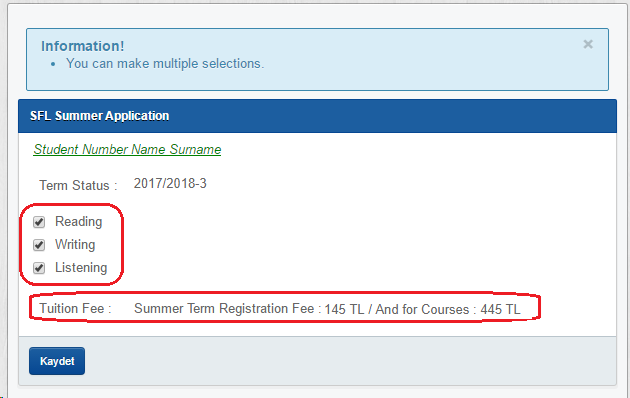 Information!
×
• You can make multiple selections.
SFL Summer Application
Student Number Name Surname
Term Status : 2017/2018-3
Reading
Writing
Listening
Tuition Fee : Summer Term Registration Fee : 145 TL / And for Courses : 445 TL
Kaydet